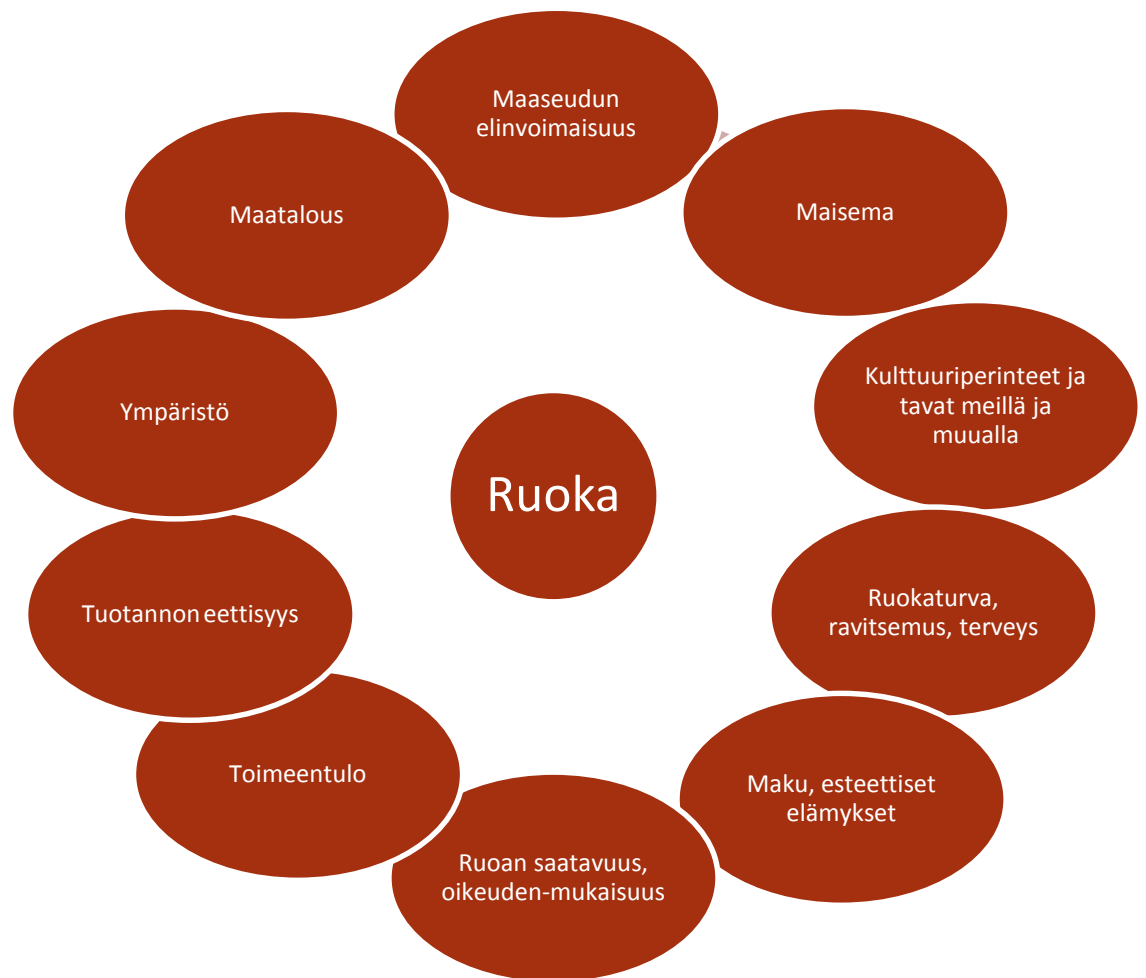 Maaseudun
elinvoimaisuus
Maisema
Kulttuuriperinteet ja
tavat meillä ja
muualla
Ruokaturva,
ravitsemus, terveys
Maku, esteettiset
elämykset
Ruoan saatavuus,
oikeuden-mukaisuus
Toimeentulo
Tuotannon eettisyys
Ympäristö
Maatalous
Ruoka